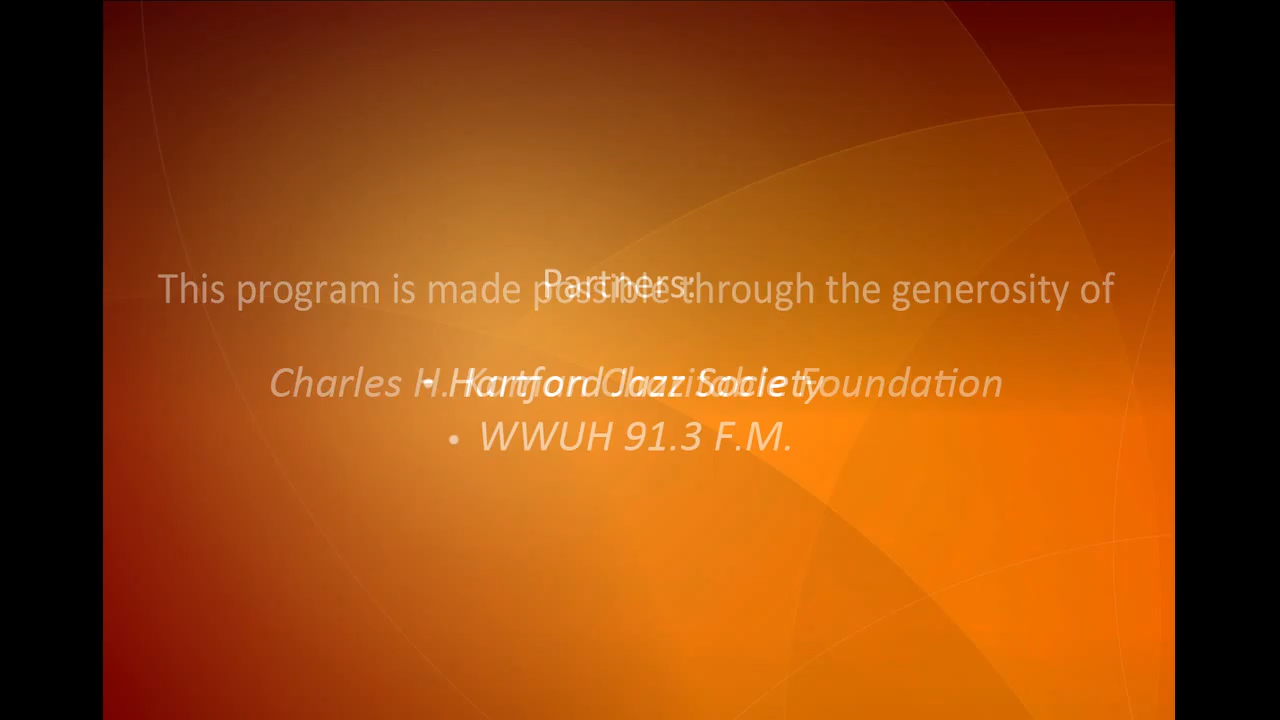 This program is made possible through the generosity of
Partners:
Charles H. Kaman Charitable Foundation
• Hartford Jazz Society
• WWUH 91.3 F.M.